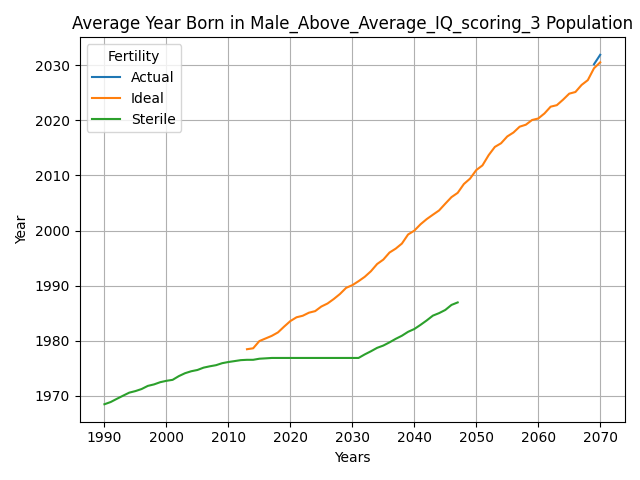 Average Year Born in Male_Above_Average_IQ_scoring_3 Population
Fertility
Actual
Ideal
Sterile
Year
2030
2020
2010
2000
1990
1980
1970
1990 2000 2010 2020 2030 2040 2050 2060 2070
Years